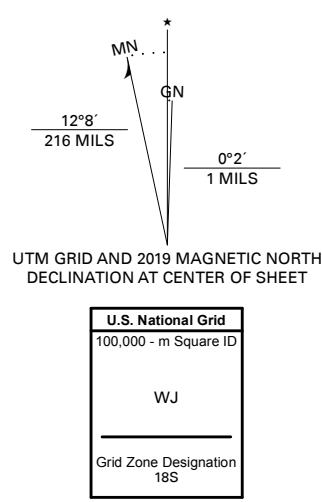 ★
MN
GN
12°8´
216 MILS
0°2´
1 MILS
UTM GRID AND 2019 MAGNETIC NORTH
DECLINATION AT CENTER OF SHEET
U.S. National Grid
100,000 - m Square ID
WJ
Grid Zone Designation
18S